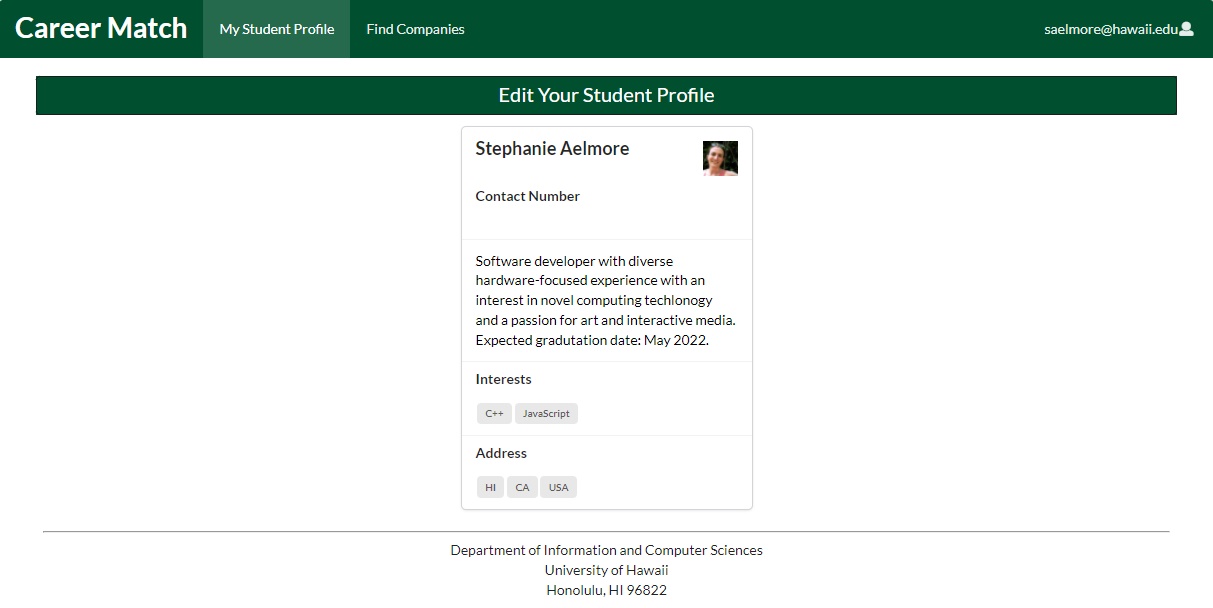 Career Match My Student Profile Find Companies saelmore@hawaii.edu
Edit Your Student Profile
Stephanie Aelmore
Contact Number
Software developer with diverse
hardware-focused experience with an
interest in novel computing techlonogy
and a passion for art and interactive media.
Expected gradutation date: May 2022.
Interests
C++ JavaScript
Address
HI CA USA
Department of Information and Computer Sciences
University of Hawaii
Honolulu, HI 96822